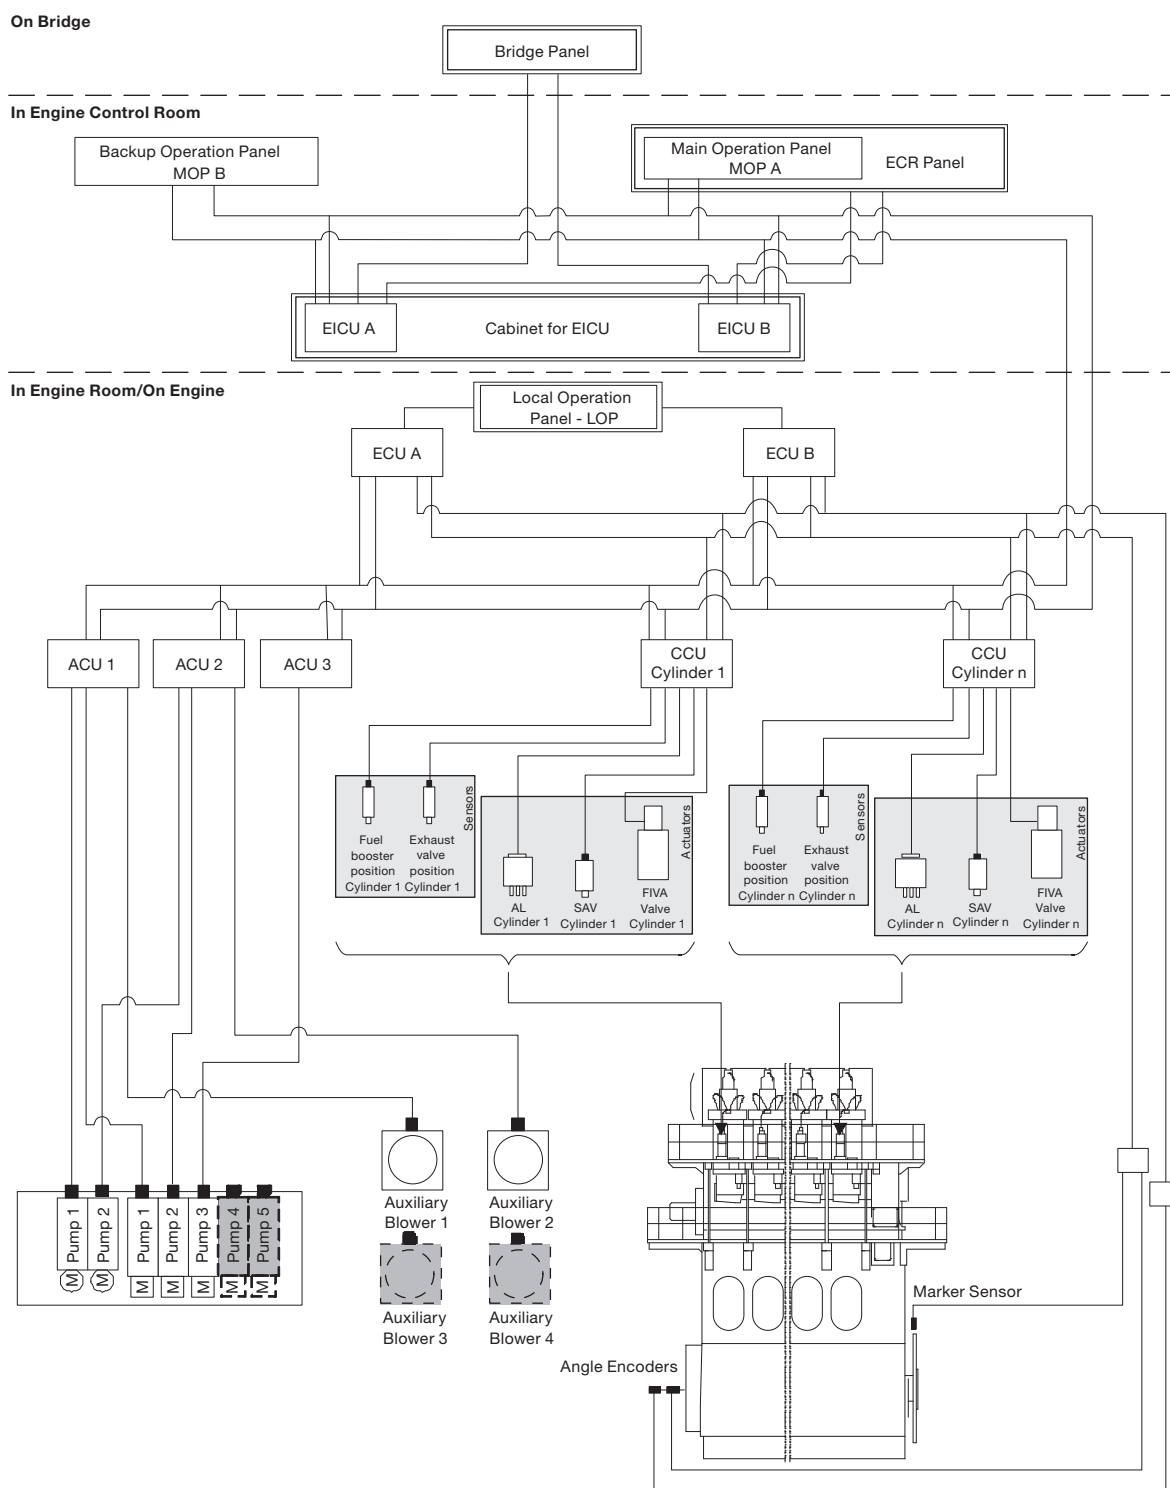 On Bridge
Bridge Panel
In Engine Control Room
Backup Operation Panel
MOP B
Main Operation Panel
MOP A
ECR Panel
EICU A
Cabinet for EICU
EICU B
In Engine Room/On Engine
Local Operation
Panel - LOP
ECU A
ECU B
ACU 1
ACU 2
ACU 3
CCU
Cylinder 1
CCU
Cylinder n
Sensors
Fuel
booster
position
Cylinder 1
Exhaust
valve
position
Cylinder 1
Actuators
AL
Cylinder 1
SAV
Cylinder 1
FIVA
Valve
Cylinder 1
Sensors
Fuel
booster
position
Cylinder n
Exhaust
valve
position
Cylinder n
Actuators
AL
Cylinder n
SAV
Cylinder n
FIVA
Valve
Cylinder n
Pump 1
M
Pump 2
M
Pump 1
M
Pump 2
M
Pump 3
M
Pump 4
M
Pump 5
M
Auxiliary
Blower 1
Auxiliary
Blower 2
Auxiliary
Blower 3
Auxiliary
Blower 4
Marker Sensor
Angle Encoders